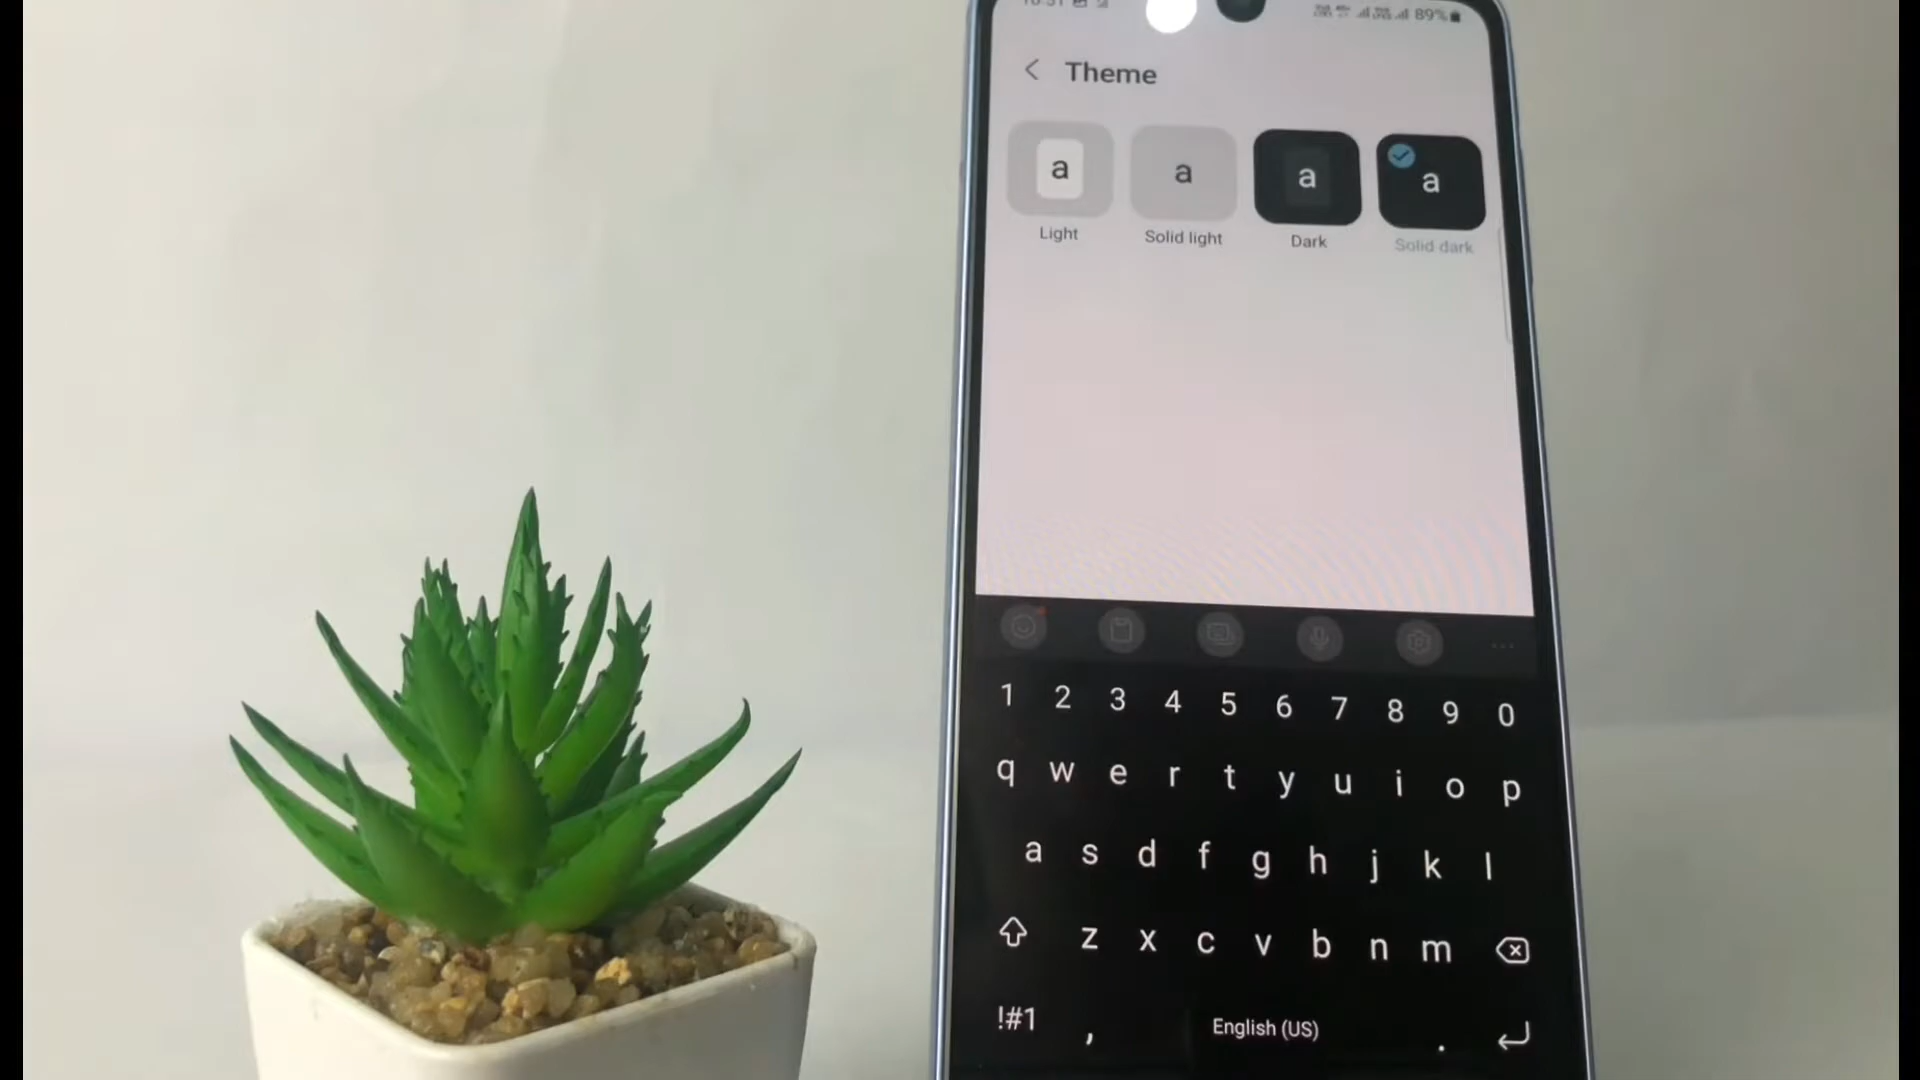 89%
Theme
a a a a
Light Solid light Dark Solid dark
1 2 3 4 5 6 7 8 9 0
q w e r t y u i o p
a s d f g h j k l
z x c v b n m
!#1 , English (US) .